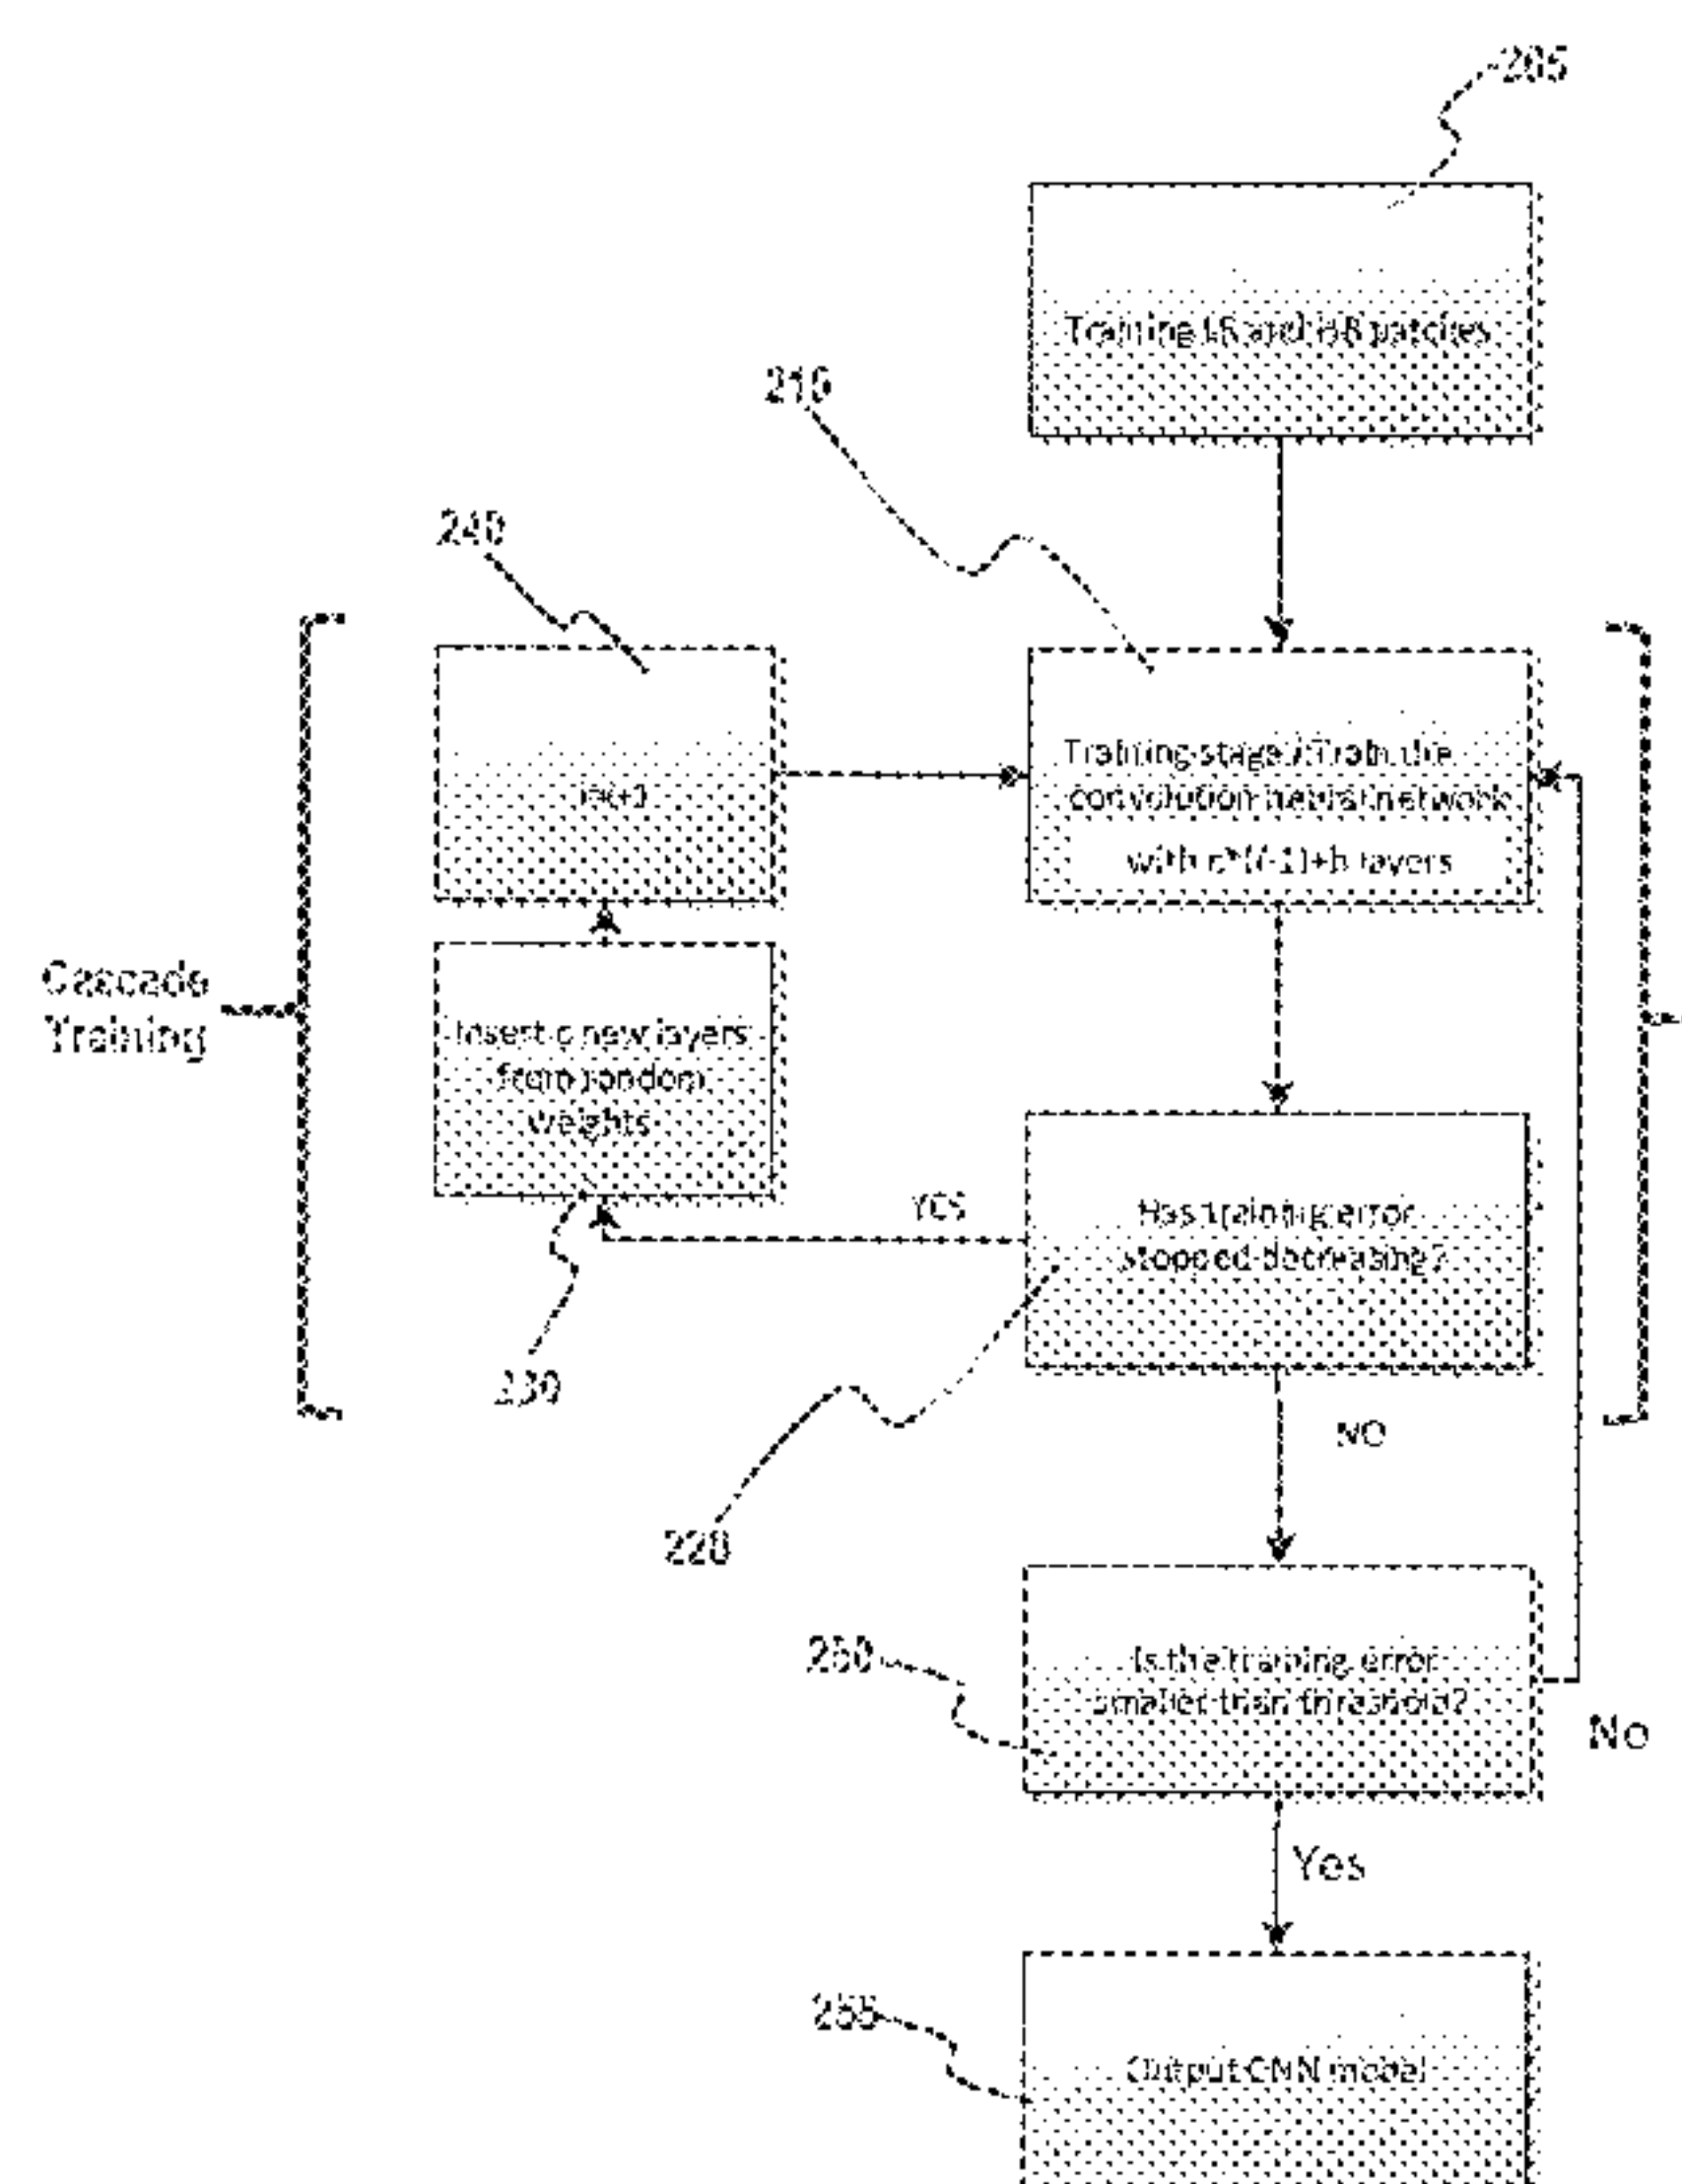 205
Training LR and HR patches
210
240
Training stage i: Train the
convolution neural network
with c*(i-1)+b layers
i=i+1
Cascade
Training
Insert c new layers
from random
weights
YES
Has training error
stopped decreasing?
230
NO
220
250
Is the training error
smaller than threshold?
No
Yes
255
Output CNN model